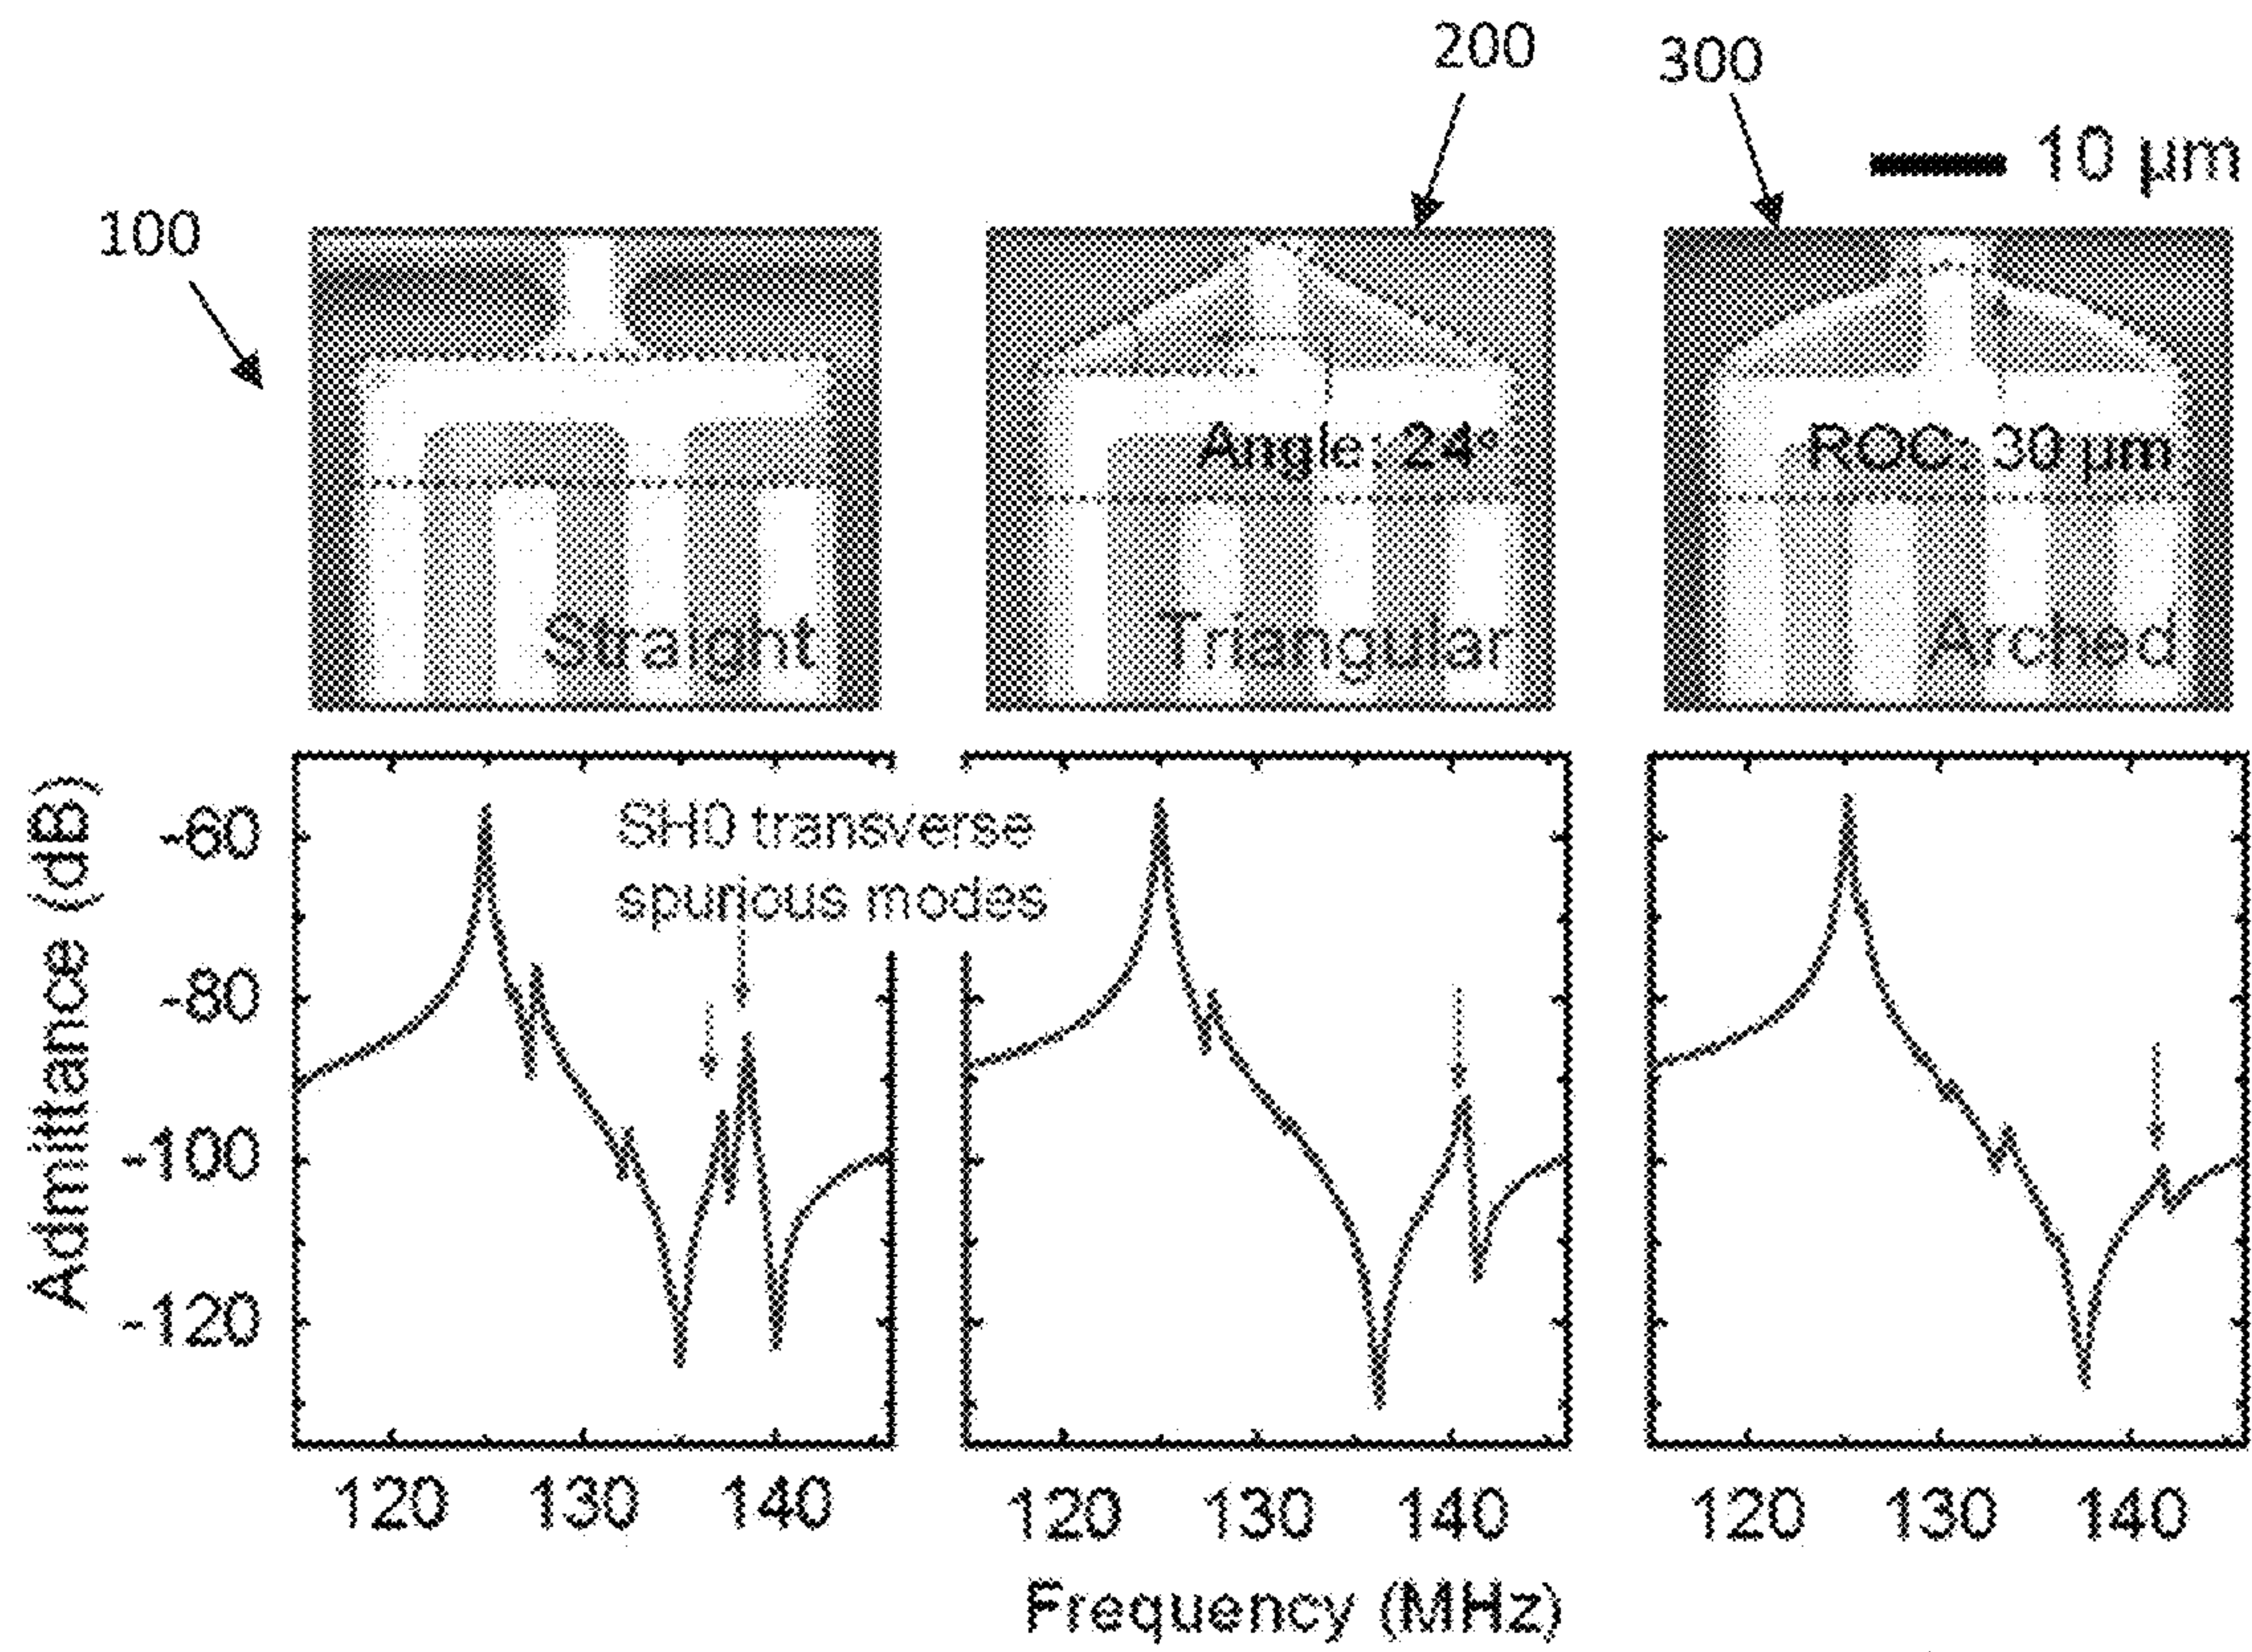 200
300
10 µm
100
Angle: 24°
ROC: 30 µm
Straight
Triangular
Arched
SH0 transverse
spurious modes
Admittance (dB)
-60
-80
-100
-120
120 130 140
120 130 140
120 130 140
Frequency (MHz)